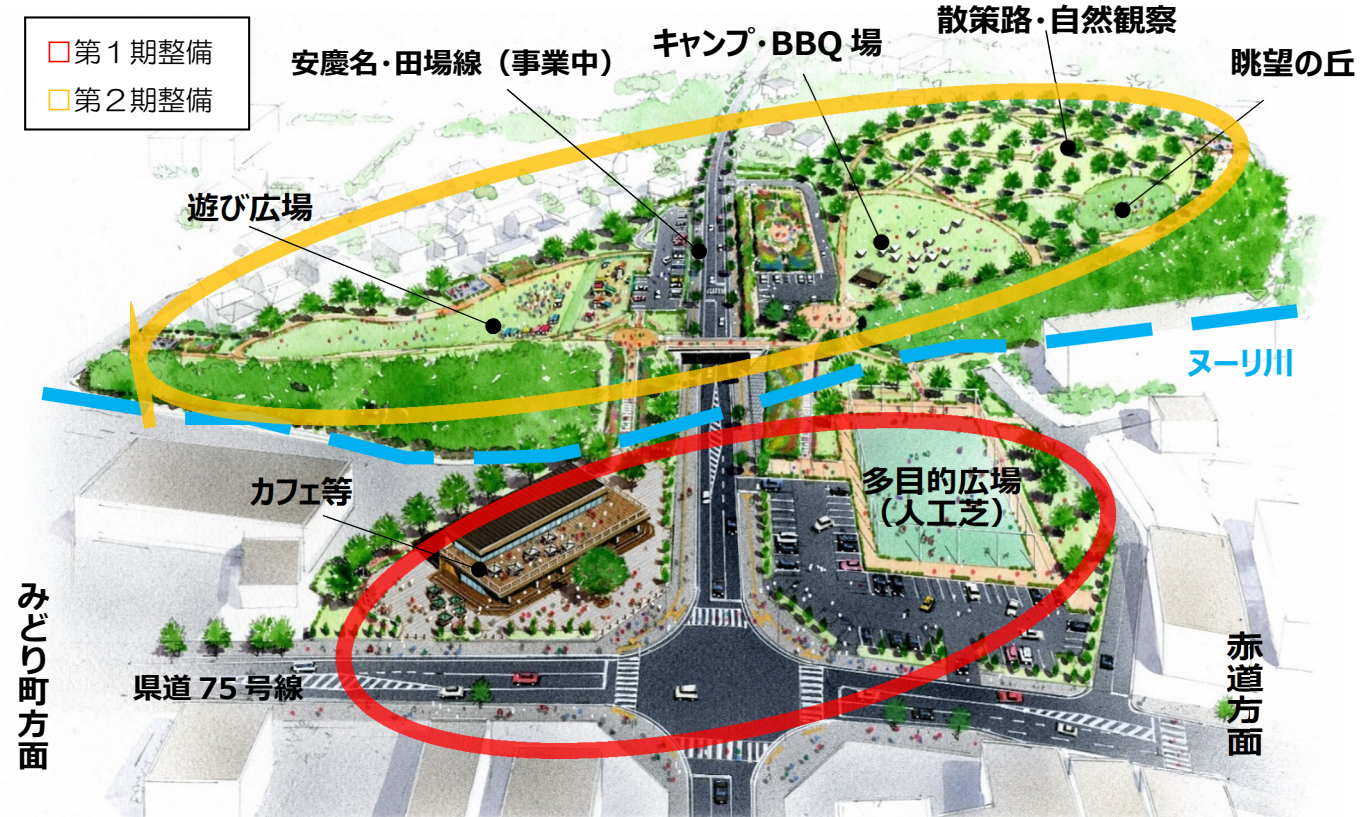 □第１期整備
□第２期整備
安慶名・田場線（事業中）
キャンプ・BBQ 場
散策路・自然観察
眺望の丘
遊び広場
ヌーリ川
カフェ等
多目的広場
（人工芝）
みどり町方面
県道 75 号線
赤道方面